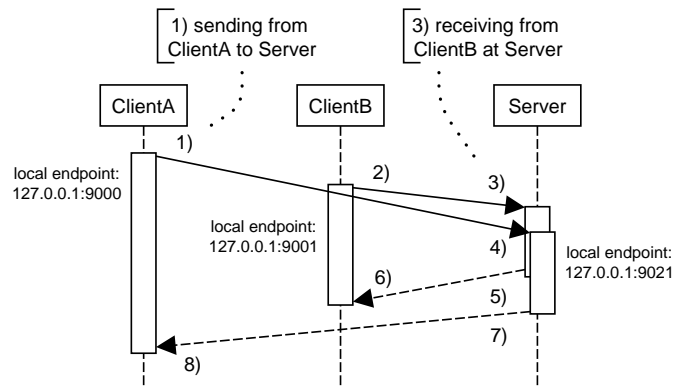 1) sending from
ClientA to Server
3) receiving from
ClientB at Server
ClientA
ClientB
Server
1)
2)
3)
local endpoint:
127.0.0.1:9000
local endpoint:
127.0.0.1:9001
4)
local endpoint:
127.0.0.1:9021
6)
5)
7)
8)